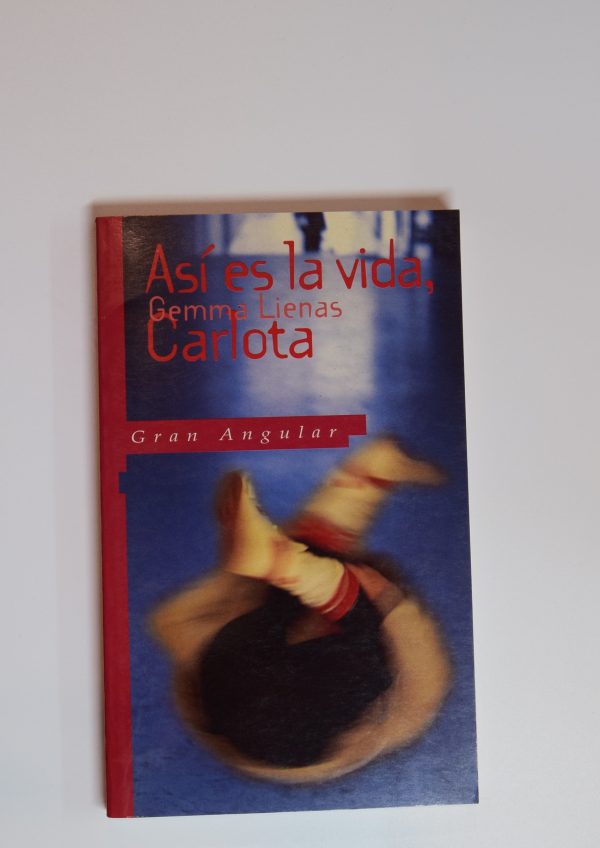 Así es la vida,
Gemma Lienas
Carlota
Gran Angular